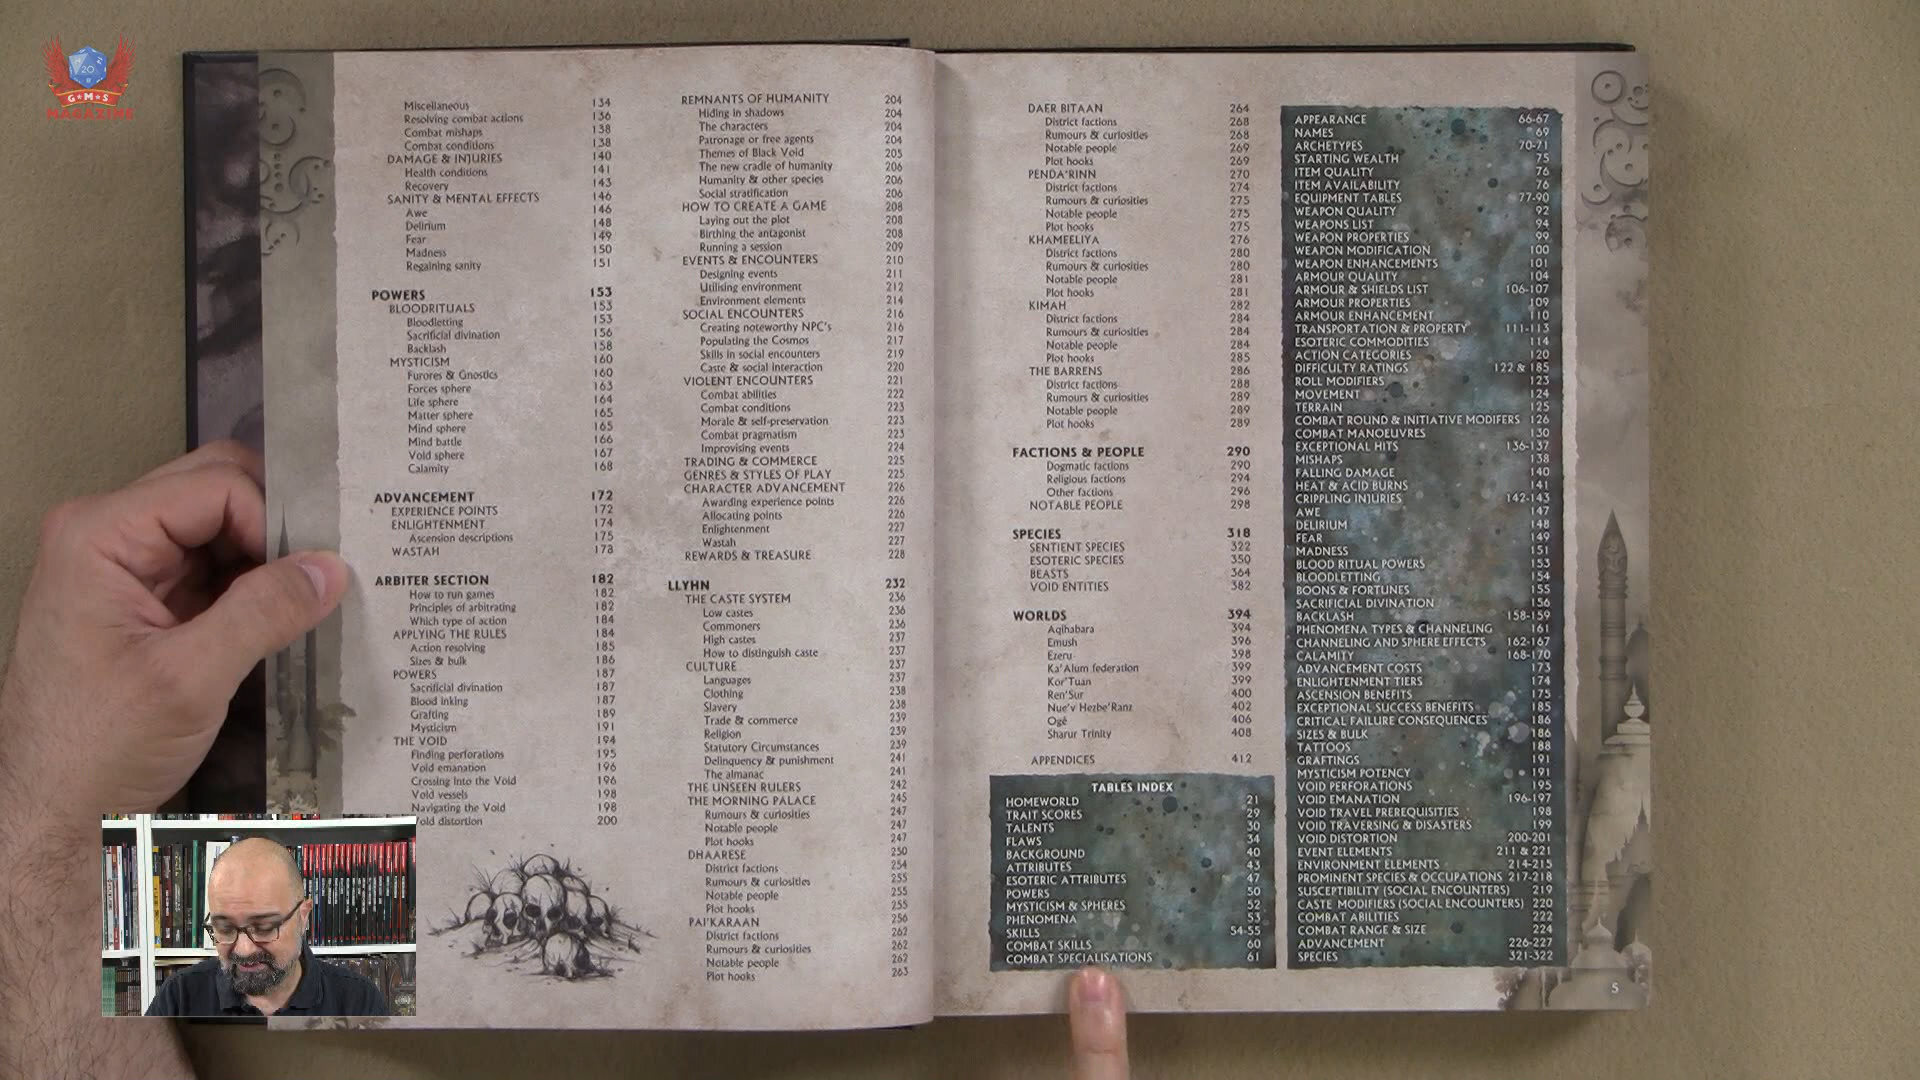 20
G★M★S
MAGAZINE
Miscellaneous 134
Resolving combat actions 136
Combat mishaps 138
Combat conditions 138
DAMAGE & INJURIES 140
Health conditions 141
Recovery 143
SANITY & MENTAL EFFECTS 146
Awe 146
Delirium 148
Fear 149
Madness 150
Regaining sanity 151
POWERS 153
BLOODRITUALS 153
Bloodletting 153
Sacrificial divination 156
Backlash 158
MYSTICISM 160
Furores & Gnostics 160
Forces sphere 163
Life sphere 164
Matter sphere 165
Mind sphere 165
Mind battle 166
Void sphere 167
Calamity 168
ADVANCEMENT 172
EXPERIENCE POINTS 172
ENLIGHTENMENT 174
Ascension descriptions 175
WASTAH 178
ARBITER SECTION 182
How to run games 182
Principles of arbitrating 182
Which type of action 184
APPLYING THE RULES 184
Action resolving 185
Sizes & bulk 186
POWERS 187
Sacrificial divination 187
Blood inking 187
Grafting 189
Mysticism 191
THE VOID 194
Finding perforations 195
Void emanation 196
Crossing into the Void 196
Void vessels 198
Navigating the Void 198
oid distortion 200
REMNANTS OF HUMANITY 204
Hiding in shadows 204
The characters 204
Patronage or free agents 204
Themes of Black Void 205
The new cradle of humanity 206
Humanity & other species 206
Social stratification 206
HOW TO CREATE A GAME 208
Laying out the plot 208
Birthing the antagonist 208
Running a session 209
EVENTS & ENCOUNTERS 210
Designing events 211
Utilising environment 212
Environment elements 214
SOCIAL ENCOUNTERS 216
Creating noteworthy NPC's 216
Populating the Cosmos 217
Skills in social encounters 219
Caste & social interaction 220
VIOLENT ENCOUNTERS 221
Combat abilities 222
Combat conditions 223
Morale & self-preservation 223
Combat pragmatism 223
Improvising events 224
TRADING & COMMERCE 225
GENRES & STYLES OF PLAY 225
CHARACTER ADVANCEMENT 226
Awarding experience points 226
Allocating points 226
Enlightenment 227
Wastah 227
REWARDS & TREASURE 228
LLYHN 232
THE CASTE SYSTEM 236
Low castes 236
Commoners 236
High castes 237
How to distinguish caste 237
CULTURE 237
Languages 237
Clothing 238
Slavery 238
Trade & commerce 239
Religion 239
Statutory Circumstances 239
Delinquency & punishment 241
The almanac 241
THE UNSEEN RULERS 242
THE MORNING PALACE 245
Rumours & curiosities 247
Notable people 247
Plot hooks 247
DHAARESE 250
District factions 254
Rumours & curiosities 255
Notable people 255
Plot hooks 255
PAI'KARAAN 256
District factions 262
Rumours & curiosities 262
Notable people 262
Plot hooks 263
DAER BITAAN 264
District factions 268
Rumours & curiosities 268
Notable people 269
Plot hooks 269
PENDA'RINN 270
District factions 274
Rumours & curiosities 275
Notable people 275
Plot hooks 275
KHAMEELIYA 276
District factions 280
Rumours & curiosities 280
Notable people 281
Plot hooks 281
KIMAH 282
District factions 284
Rumours & curiosities 284
Notable people 284
Plot hooks 285
THE BARRENS 286
District factions 288
Rumours & curiosities 289
Notable people 289
Plot hooks 289
FACTIONS & PEOPLE 290
Dogmatic factions 290
Religious factions 294
Other factions 296
NOTABLE PEOPLE 298
SPECIES 318
SENTIENT SPECIES 322
ESOTERIC SPECIES 350
BEASTS 364
VOID ENTITIES 382
WORLDS 394
Aqihabara 394
Emush 396
Ezeru 398
Ka'Alum federation 399
Kor'Tuan 399
Ren'Sur 400
Nue'v Hezbe'Ranz 402
Ogé 406
Sharur Trinity 408
APPENDICES 412
TABLES INDEX
HOMEWORLD 21
TRAIT SCORES 29
TALENTS 30
FLAWS 34
BACKGROUND 40
ATTRIBUTES 43
ESOTERIC ATTRIBUTES 47
POWERS 50
MYSTICISM & SPHERES 52
PHENOMENA 53
SKILLS 54-55
COMBAT SKILLS 60
COMBAT SPECIALISATIONS 61
APPEARANCE 66-67
NAMES 69
ARCHETYPES 70-71
STARTING WEALTH 75
ITEM QUALITY 76
ITEM AVAILABILITY 76
EQUIPMENT TABLES 77-90
WEAPON QUALITY 92
WEAPONS LIST 94
WEAPON PROPERTIES 99
WEAPON MODIFICATION 100
WEAPON ENHANCEMENTS 101
ARMOUR QUALITY 104
ARMOUR & SHIELDS LIST 106-107
ARMOUR PROPERTIES 109
ARMOUR ENHANCEMENT 110
TRANSPORTATION & PROPERTY 111-113
ESOTERIC COMMODITIES 114
ACTION CATEGORIES 120
DIFFICULTY RATINGS 122 & 185
ROLL MODIFIERS 123
MOVEMENT 124
TERRAIN 125
COMBAT ROUND & INITIATIVE MODIFERS 126
COMBAT MANOEUVRES 130
EXCEPTIONAL HITS 136-137
MISHAPS 138
FALLING DAMAGE 140
HEAT & ACID BURNS 141
CRIPPLING INJURIES 142-143
AWE 147
DELIRIUM 148
FEAR 149
MADNESS 151
BLOOD RITUAL POWERS 153
BLOODLETTING 154
BOONS & FORTUNES 155
SACRIFICIAL DIVINATION 156
BACKLASH 158-159
PHENOMENA TYPES & CHANNELING 161
CHANNELING AND SPHERE EFFECTS 162-167
CALAMITY 168-170
ADVANCEMENT COSTS 173
ENLIGHTENMENT TIERS 174
ASCENSION BENEFITS 175
EXCEPTIONAL SUCCESS BENEFITS 185
CRITICAL FAILURE CONSEQUENCES 186
SIZES & BULK 186
TATTOOS 188
GRAFTINGS 191
MYSTICISM POTENCY 191
VOID PERFORATIONS 195
VOID EMANATION 196-197
VOID TRAVEL PREREQUISITIES 198
VOID TRAVERSING & DISASTERS 199
VOID DISTORTION 200-201
EVENT ELEMENTS 211 & 221
ENVIRONMENT ELEMENTS 214-215
PROMINENT SPECIES & OCCUPATIONS 217-218
SUSCEPTIBILITY (SOCIAL ENCOUNTERS) 219
CASTE MODIFIERS (SOCIAL ENCOUNTERS) 220
COMBAT ABILITIES 222
COMBAT RANGE & SIZE 224
ADVANCEMENT 226-227
SPECIES 321-322
5